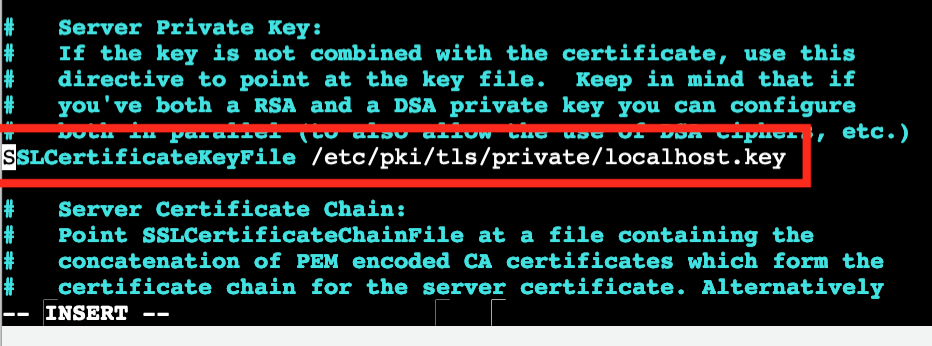 #   Server Private Key:
#   If the key is not combined with the certificate, use this
#   directive to point at the key file.  Keep in mind that if
#   you've both a RSA and a DSA private key you can configure
#   both in parallel (to also allow the use of DSA ciphers, etc.)
SSLCertificateKeyFile /etc/pki/tls/private/localhost.key
#   Server Certificate Chain:
#   Point SSLCertificateChainFile at a file containing the
#   concatenation of PEM encoded CA certificates which form the
#   certificate chain for the server certificate. Alternatively
-- INSERT --